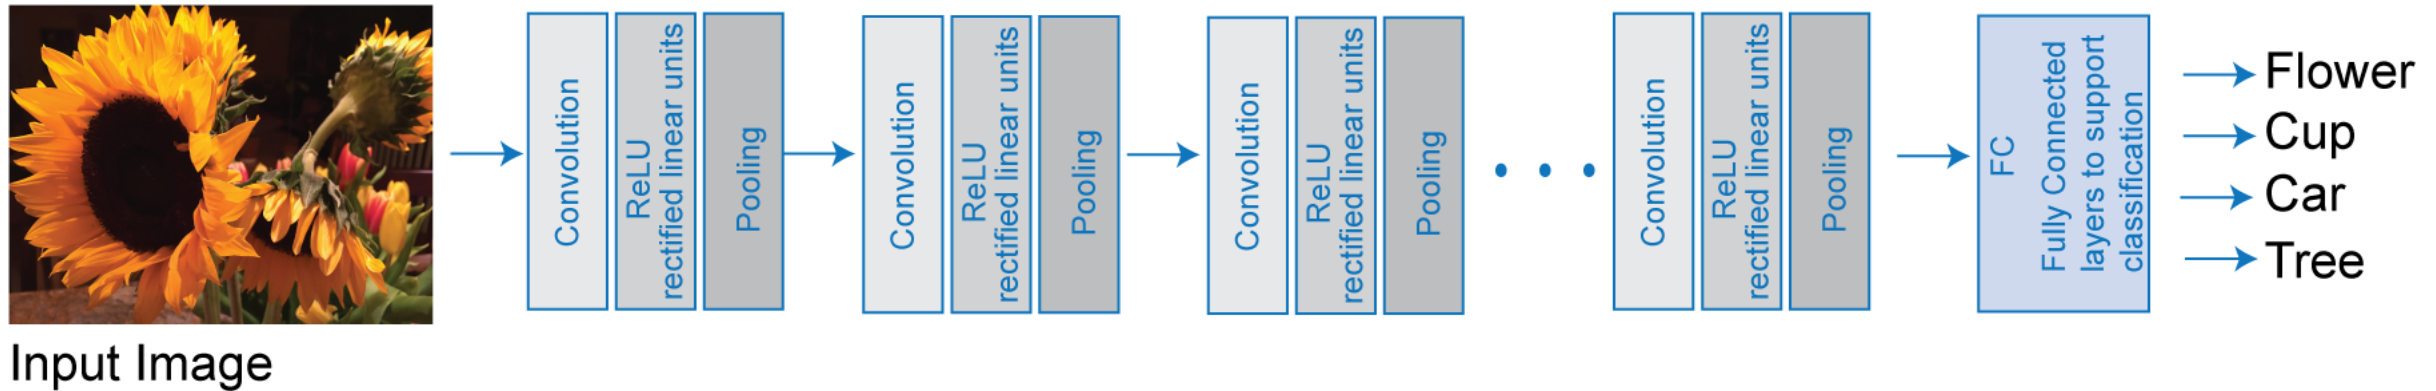 Convolution
ReLU
rectified linear units
Pooling
Convolution
ReLU
rectified linear units
Pooling
Convolution
ReLU
rectified linear units
Pooling
Convolution
ReLU
rectified linear units
Pooling
FC
Fully Connected
layers to support
classification
Flower
Cup
Car
Tree
Input Image